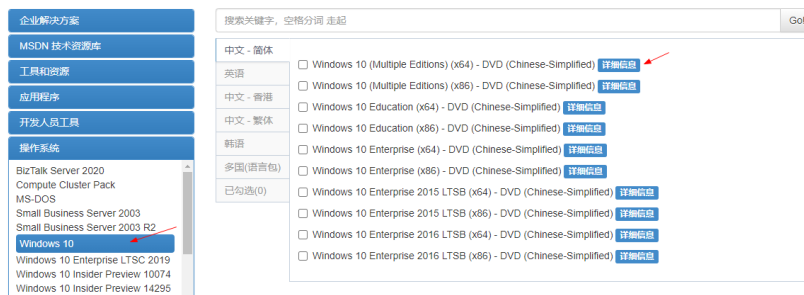 企业解决方案
MSDN 技术资源库
工具和资源
应用程序
开发人员工具
操作系统
BizTalk Server 2020
Compute Cluster Pack
MS-DOS
Small Business Server 2003
Small Business Server 2003 R2
Windows 10
Windows 10 Enterprise LTSC 2019
Windows 10 Insider Preview 10074
Windows 10 Insider Preview 14295
搜索关键字，空格分词 走起
Go!
中文 - 简体
英语
中文 - 香港
中文 - 繁体
韩语
多国(语言包)
已勾选(0)
Windows 10 (Multiple Editions) (x64) - DVD (Chinese-Simplified) 详细信息
Windows 10 (Multiple Editions) (x86) - DVD (Chinese-Simplified) 详细信息
Windows 10 Education (x64) - DVD (Chinese-Simplified) 详细信息
Windows 10 Education (x86) - DVD (Chinese-Simplified) 详细信息
Windows 10 Enterprise (x64) - DVD (Chinese-Simplified) 详细信息
Windows 10 Enterprise (x86) - DVD (Chinese-Simplified) 详细信息
Windows 10 Enterprise 2015 LTSB (x64) - DVD (Chinese-Simplified) 详细信息
Windows 10 Enterprise 2015 LTSB (x86) - DVD (Chinese-Simplified) 详细信息
Windows 10 Enterprise 2016 LTSB (x64) - DVD (Chinese-Simplified) 详细信息
Windows 10 Enterprise 2016 LTSB (x86) - DVD (Chinese-Simplified) 详细信息